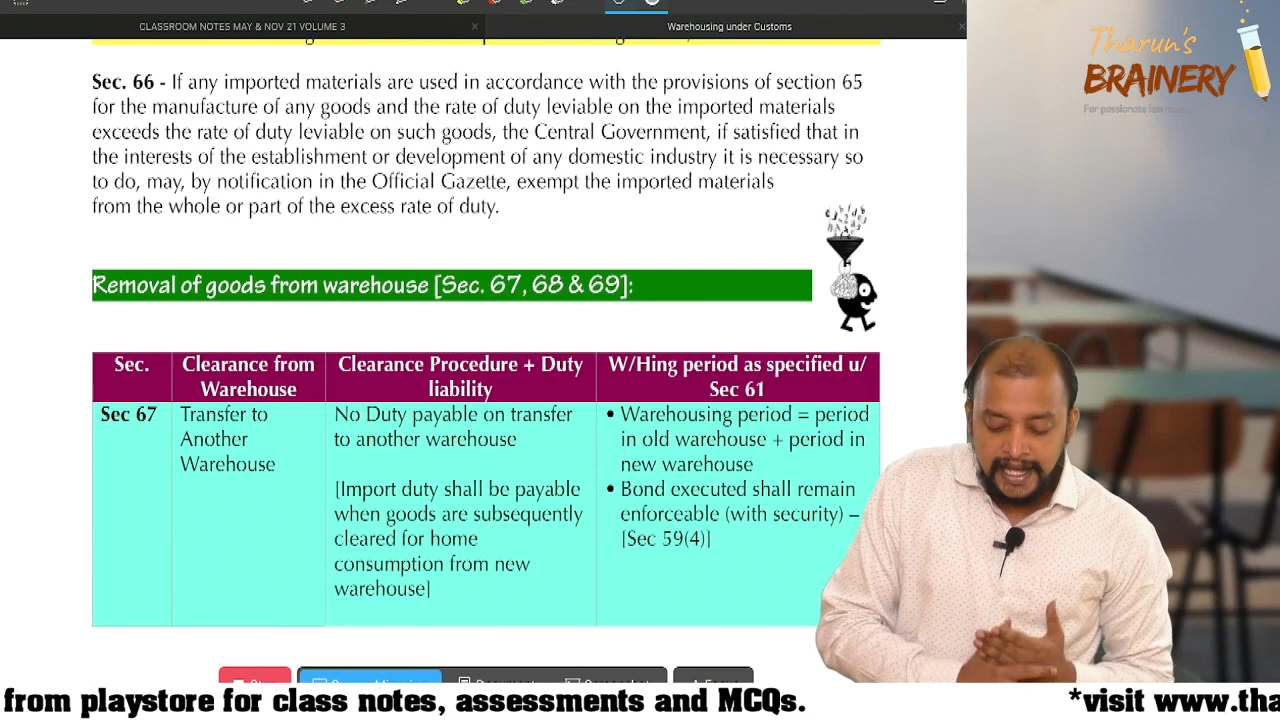 CLASSROOM NOTES MAY & NOV 21 VOLUME 3
Warehousing under Customs
Tharun's
BRAINERY
Sec. 66 - If any imported materials are used in accordance with the provisions of section 65
for the manufacture of any goods and the rate of duty leviable on the imported materials
exceeds the rate of duty leviable on such goods, the Central Government, if satisfied that in
the interests of the establishment or development of any domestic industry it is necessary so
to do, may, by notification in the Official Gazette, exempt the imported materials
from the whole or part of the excess rate of duty.
Removal of goods from warehouse [Sec. 67, 68 & 69]:
Sec.
Clearance from
Warehouse
Clearance Procedure + Duty
liability
W/Hing period as specified u/
Sec 61
Sec 67
Transfer to
Another
Warehouse
No Duty payable on transfer
to another warehouse
[Import duty shall be payable
when goods are subsequently
cleared for home
consumption from new
warehouse]
• Warehousing period = period
in old warehouse + period in
new warehouse
• Bond executed shall remain
enforceable (with security) –
[Sec 59(4)]
from playstore for class notes, assessments and MCQs.
*visit www.tha